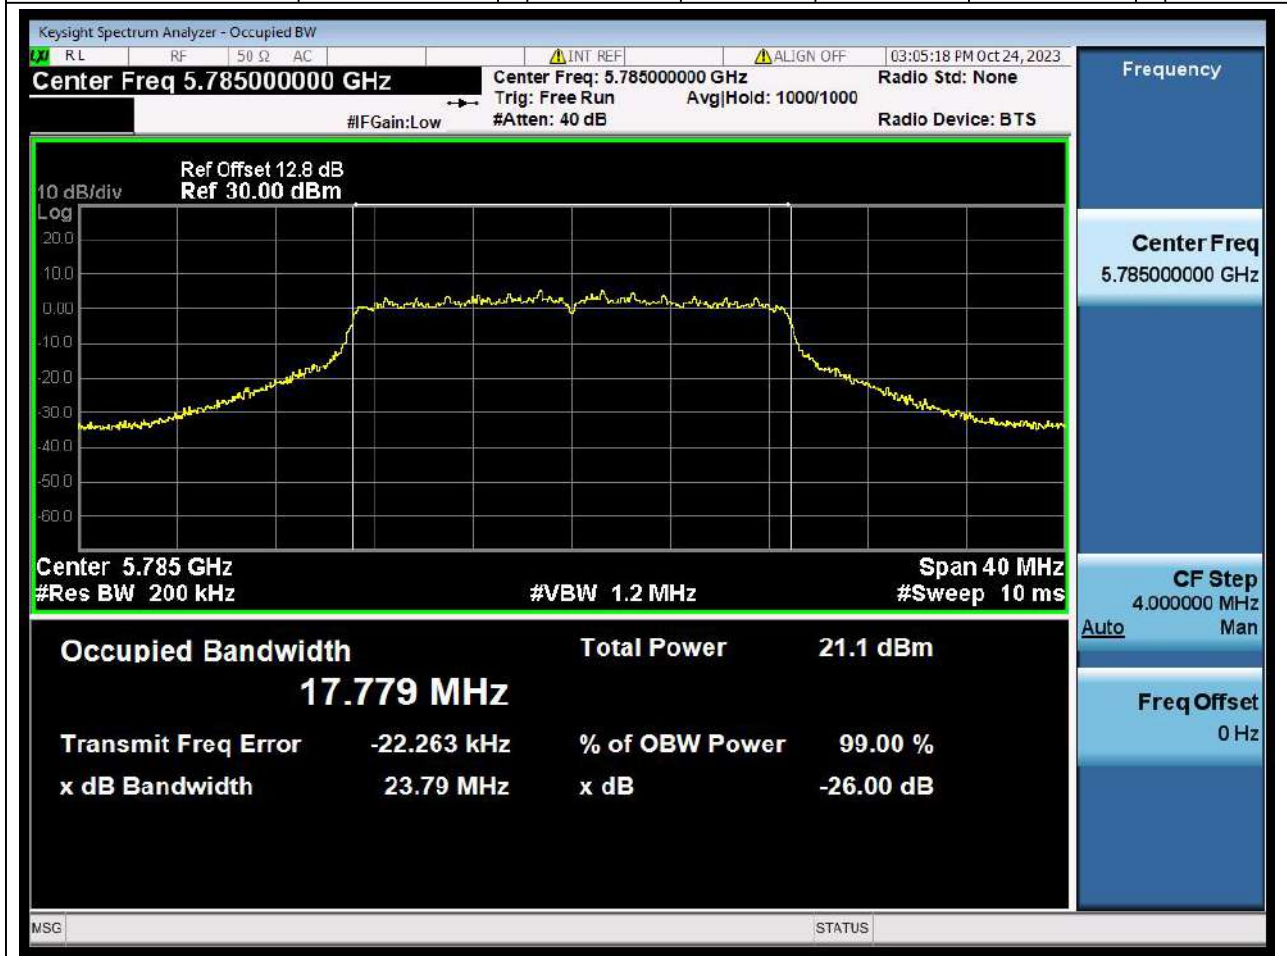 Keysight Spectrum Analyzer - Occupied BW
LXI RL RF 50 Ω AC INT REF ALIGN OFF 03:05:18 PM Oct 24, 2023
Center Freq 5.785000000 GHz
Center Freq: 5.785000000 GHz
Radio Std: None
Trig: Free Run Avg|Hold: 1000/1000
#IFGain:Low
#Atten: 40 dB
Radio Device: BTS
Ref Offset 12.8 dB
10 dB/div Ref 30.00 dBm
Log
20.0
10.0
0.00
-10.0
-20.0
-30.0
-40.0
-50.0
-60.0
Center 5.785 GHz Span 40 MHz
#Res BW 200 kHz #VBW 1.2 MHz #Sweep 10 ms
Occupied Bandwidth Total Power 21.1 dBm
17.779 MHz
Transmit Freq Error -22.263 kHz % of OBW Power 99.00 %
x dB Bandwidth 23.79 MHz x dB -26.00 dB
MSG STATUS
Frequency
Center Freq
5.785000000 GHz
CF Step
4.000000 MHz
Auto Man
Freq Offset
0 Hz